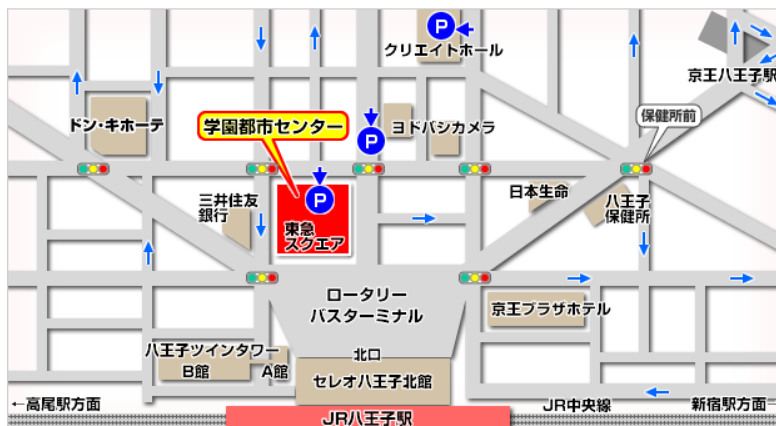 P
クリエイトホール
京王八王子駅
ドン・キホーテ
学園都市センター
P
ヨドバシカメラ
保健所前
三井住友
銀行
P
東急
スクエア
日本生命
八王子
保健所
ロータリー
バスターミナル
京王プラザホテル
八王子ツインタワー
B館
A館
北口
セレオ八王子北館
←高尾駅方面
JR八王子駅
JR中央線
新宿駅方面→